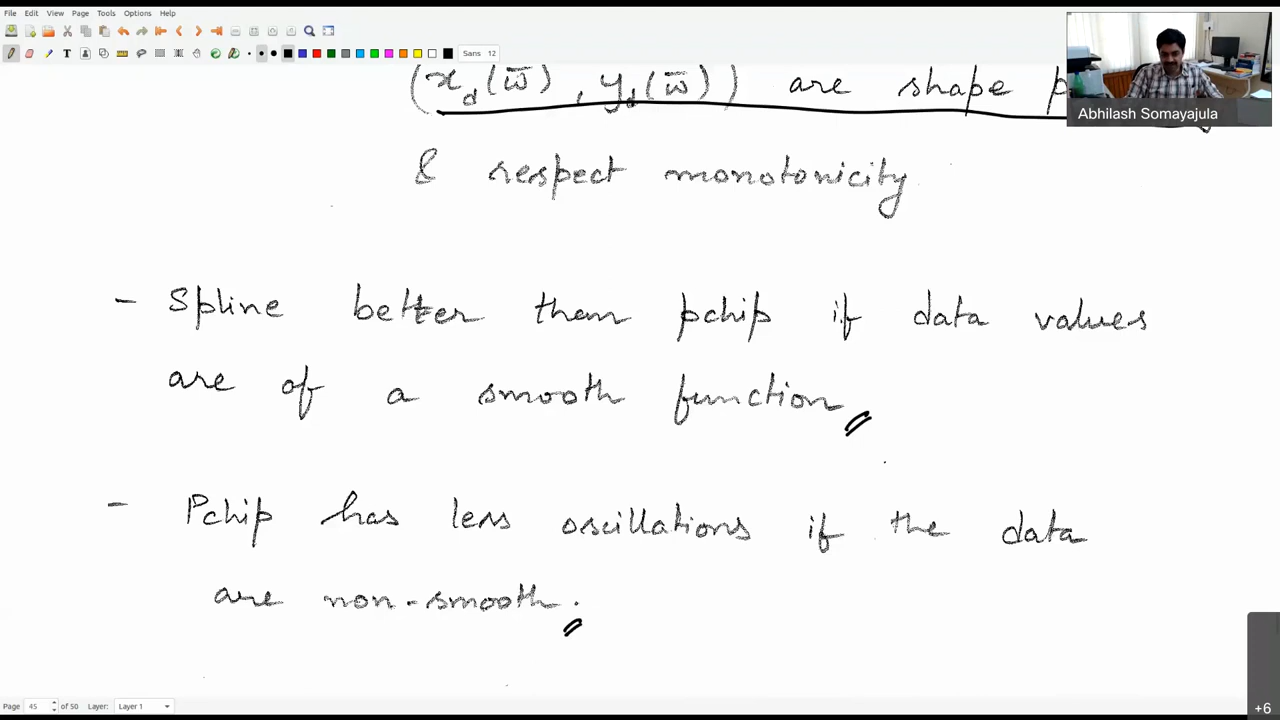 File Edit View Page Tools Options Help
Sans 12
(x_d(ω̄), y_d(ω̄)) are shape
Abhilash Somayajula
& respect monotonicity
- Spline better than pchip if data values
are of a smooth function
- Pchip has less oscillations if the data
are non-smooth.
Page 45 of 50 Layer: Layer 1
+6